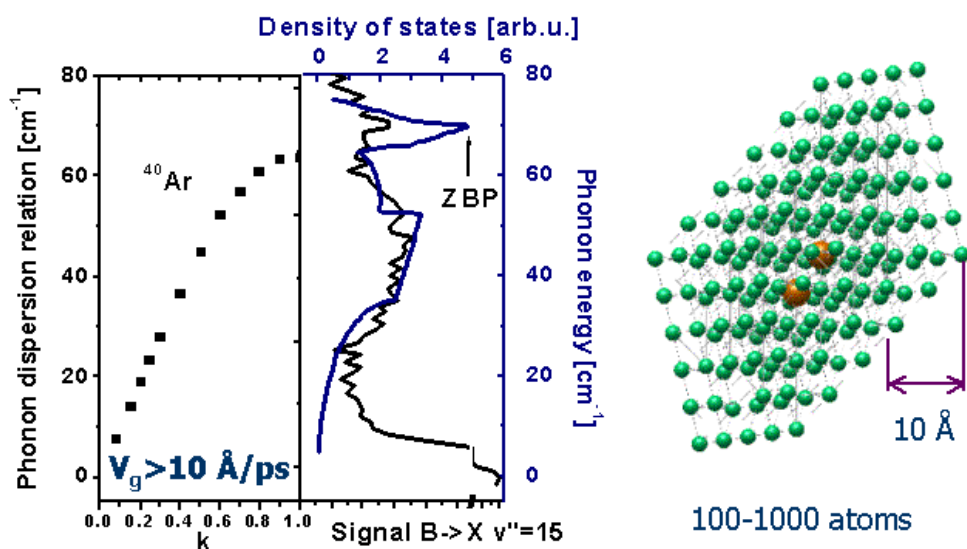 Density of states [arb.u.]
0 2 4 6
80
60
40
20
0
Phonon dispersion relation [cm⁻¹]
⁴⁰Ar
Vg>10 Å/ps
0.0 0.2 0.4 0.6 0.8 1.0
k
ZBP
80
60
40
20
0
Phonon energy [cm⁻¹]
Signal B->X v"=15
10 Å
100-1000 atoms